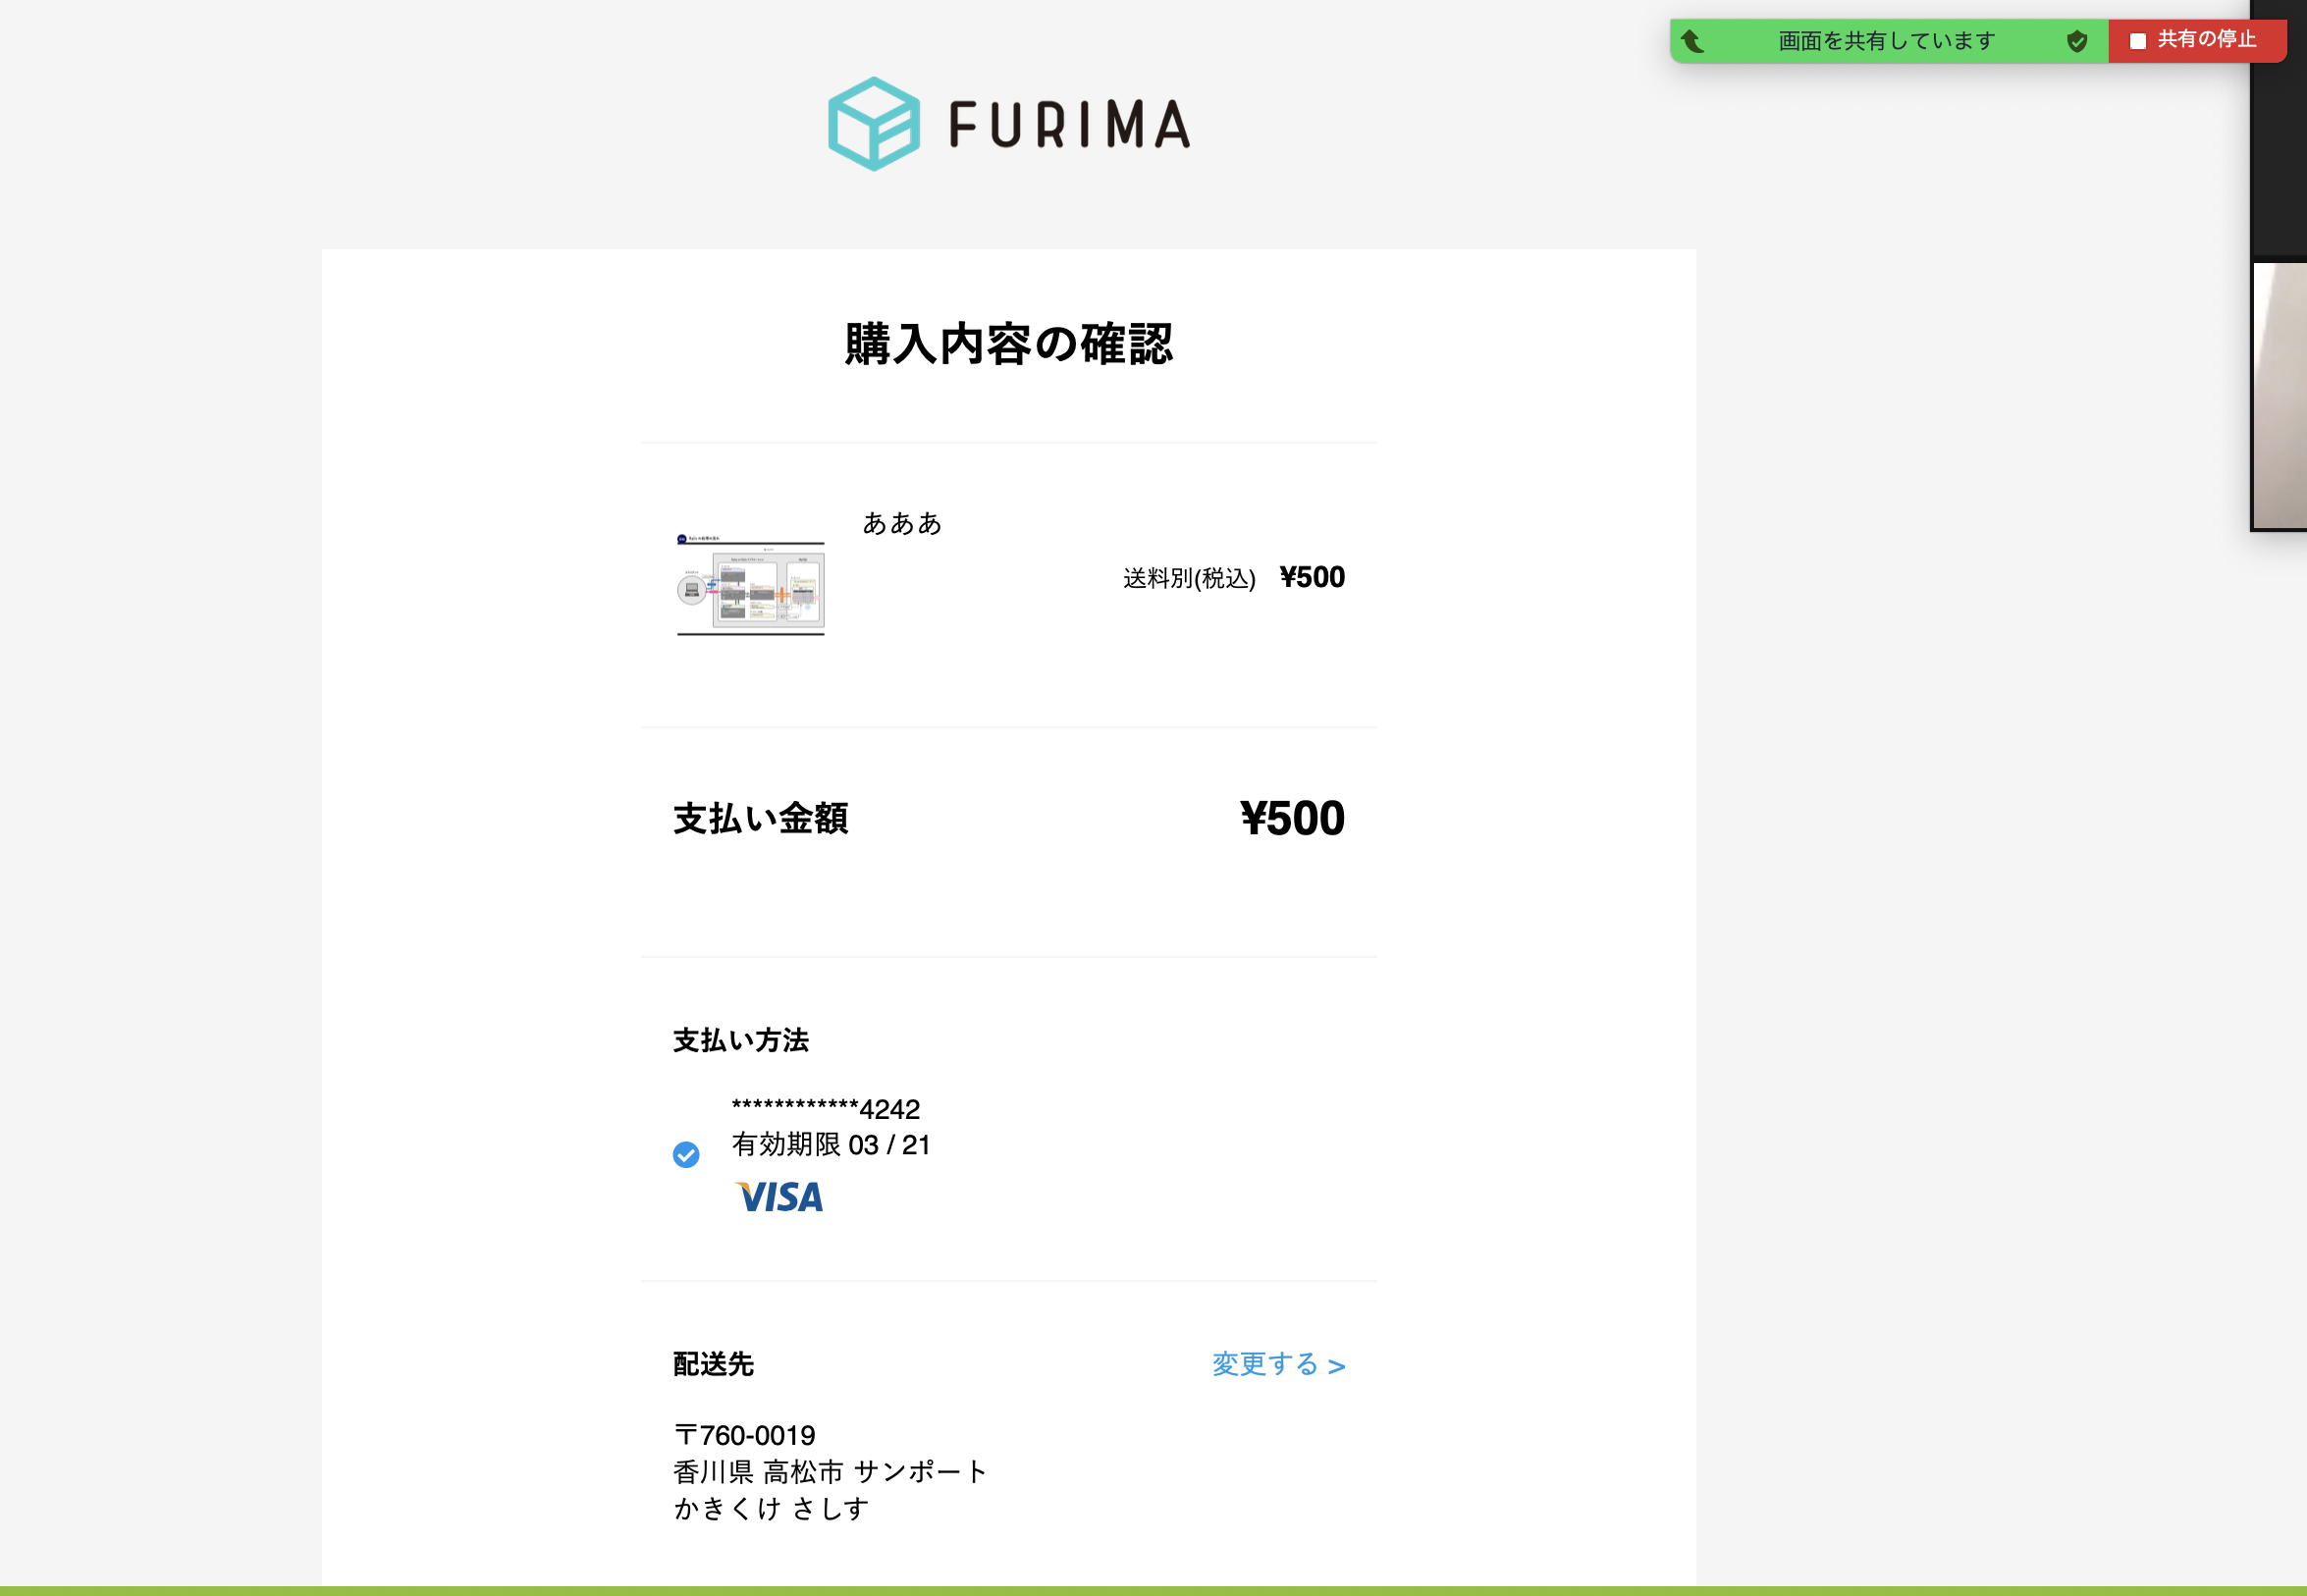 画面を共有しています
共有の停止
FURIMA
購入内容の確認
あああ
送料別(税込) ¥500
支払い金額 ¥500
支払い方法
************4242
有効期限 03 / 21
VISA
配送先 変更する >
〒760-0019
香川県 高松市 サンポート
かきくけ さしす